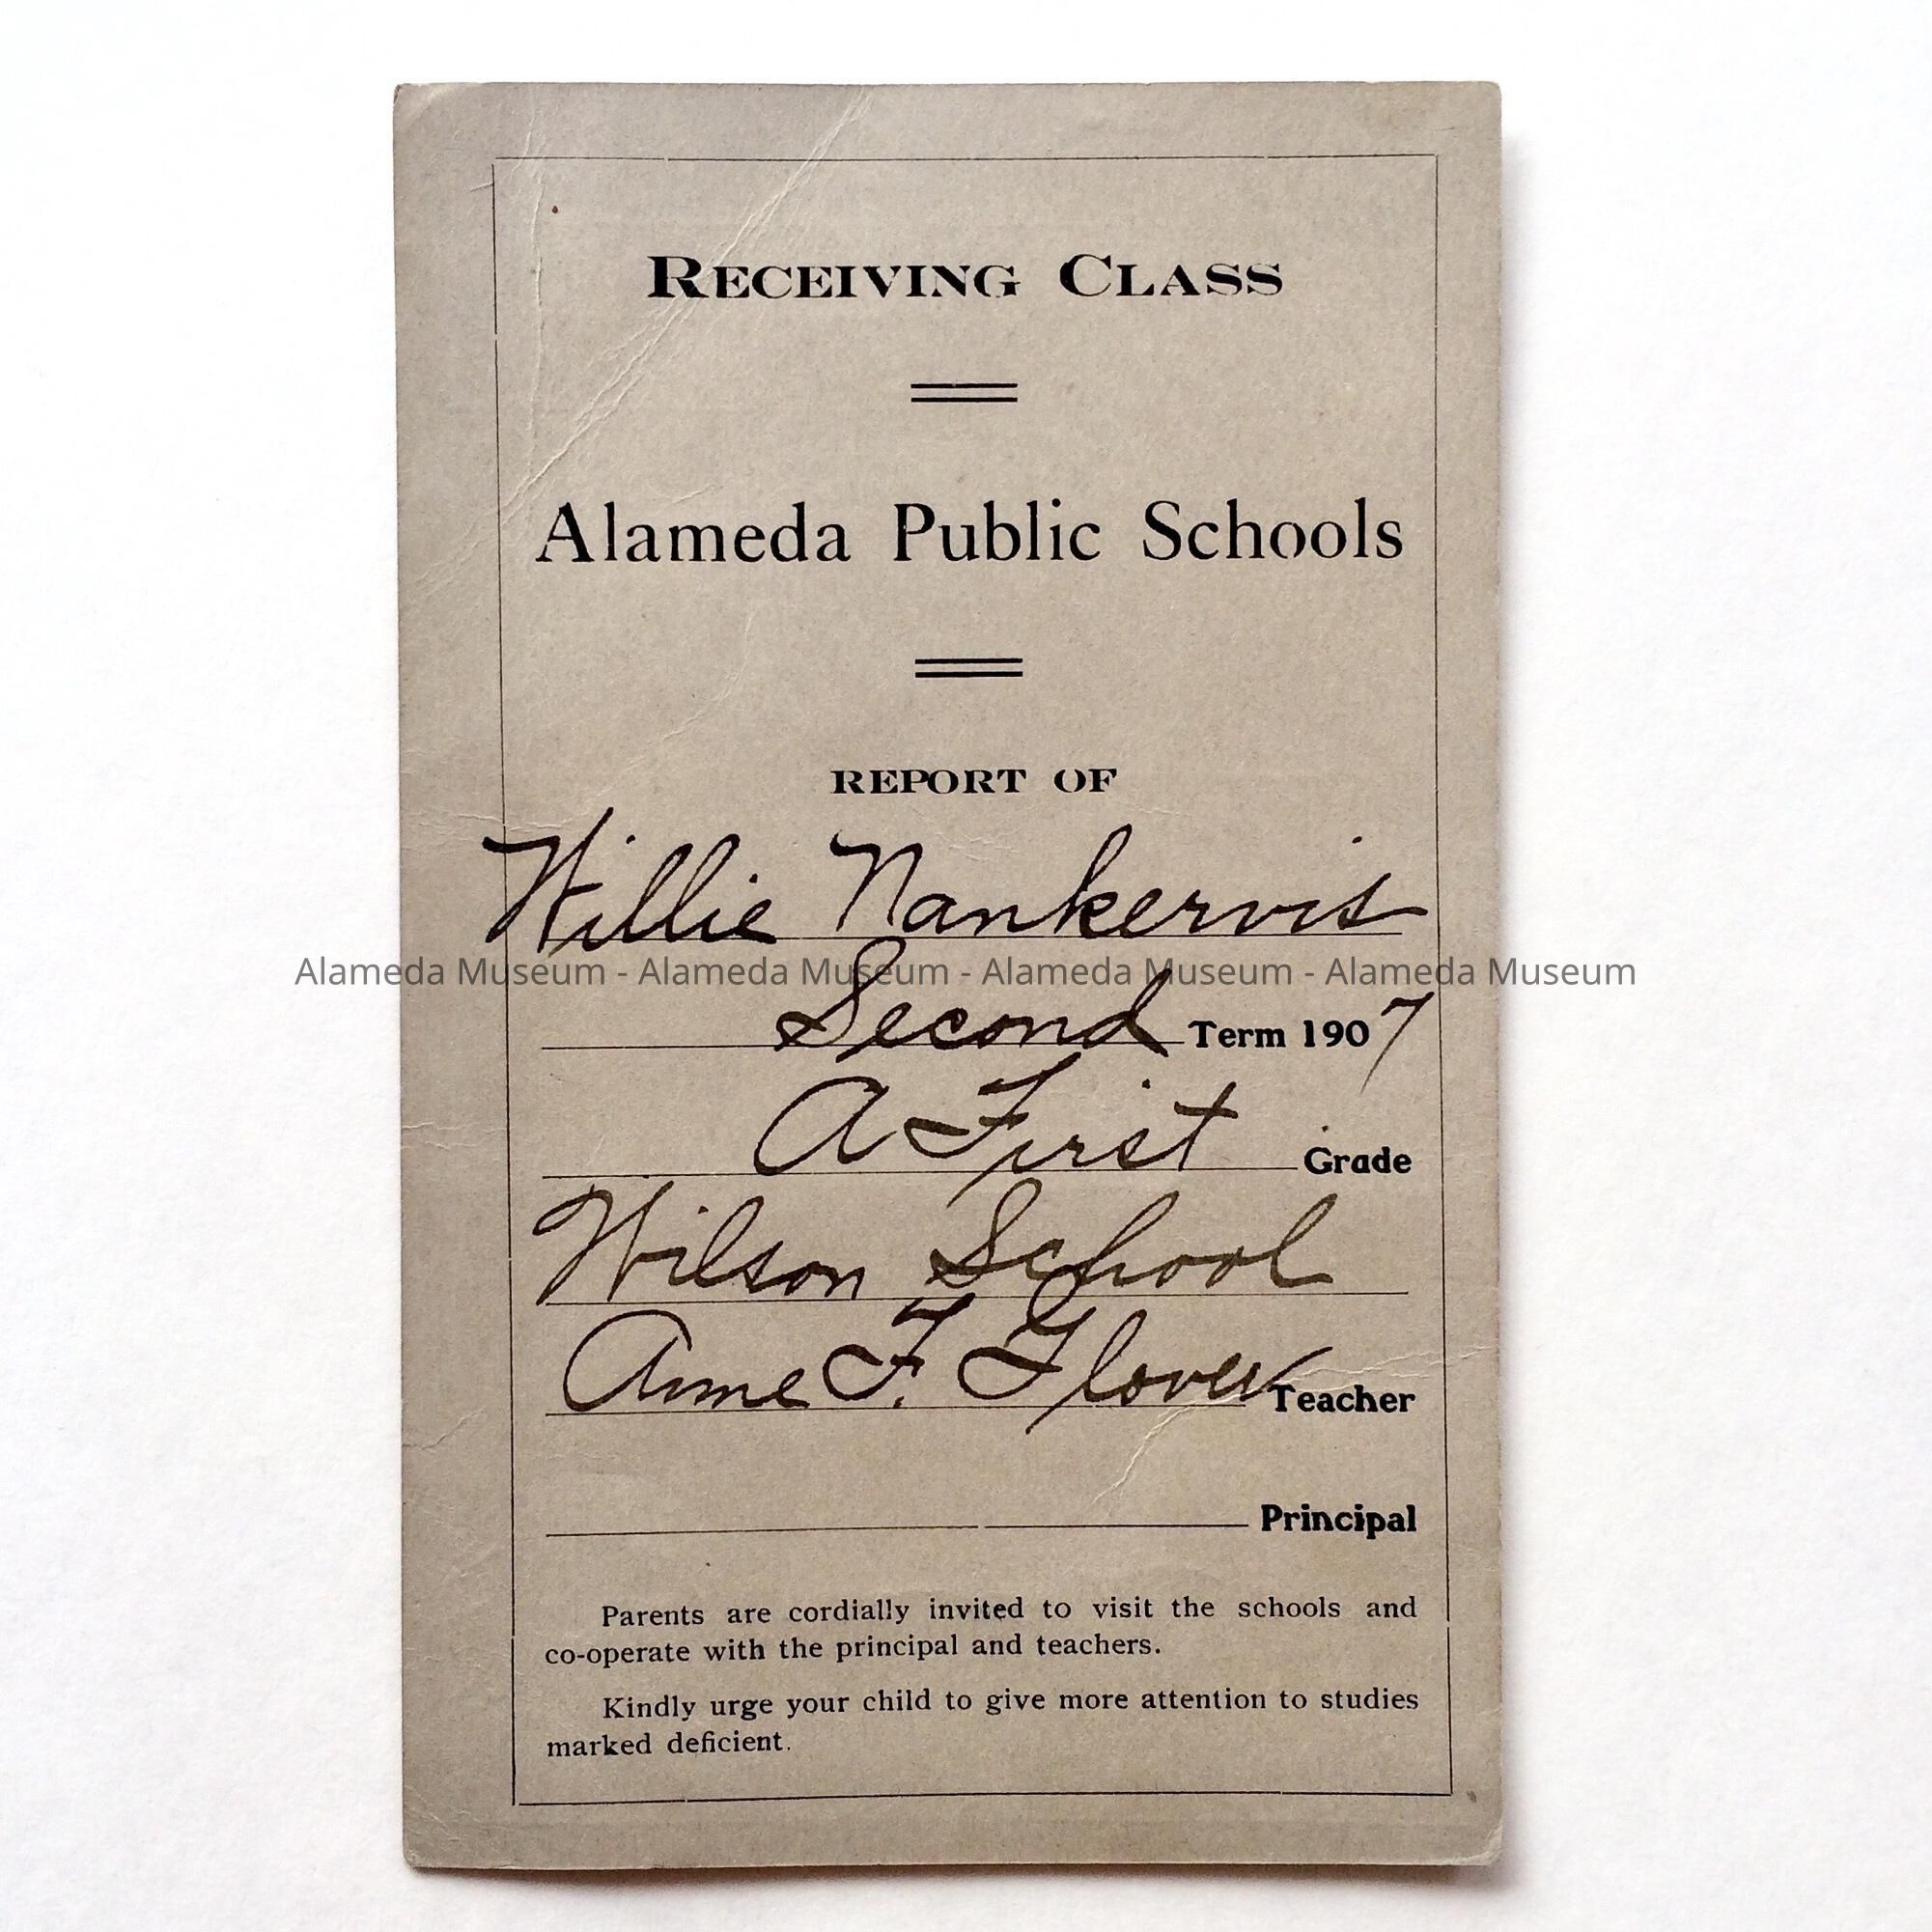 RECEIVING CLASS
Alameda Public Schools
REPORT OF
Willie Nankervis
Alameda Museum - Alameda Museum - Alameda Museum - Alameda Museum
Second Term 1907
A First Grade
Wilson School
Anne F. Glover Teacher
Principal
Parents are cordially invited to visit the schools and
co-operate with the principal and teachers.
Kindly urge your child to give more attention to studies
marked deficient.